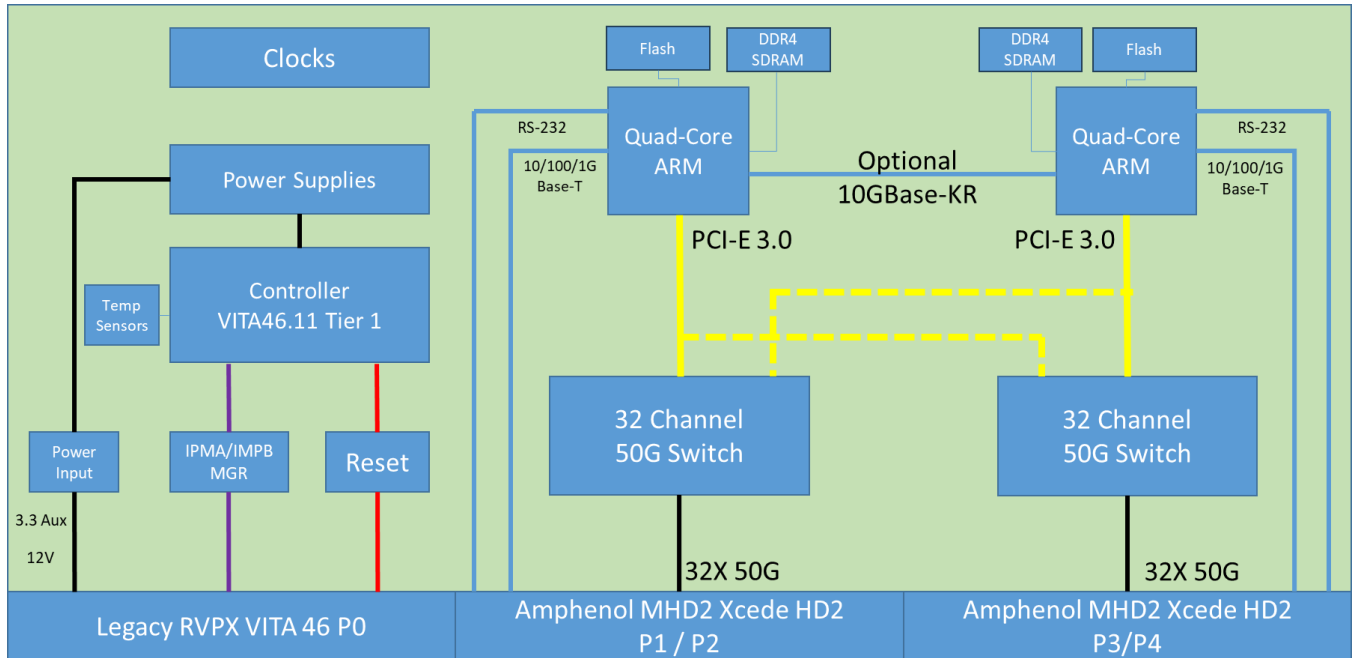 Clocks
Power Supplies
Controller
VITA46.11 Tier 1
Temp
Sensors
Power
Input
IPMA/IMPB
MGR
Reset
3.3 Aux
12V
Legacy RVPX VITA 46 P0
Flash
DDR4
SDRAM
RS-232
10/100/1G
Base-T
Quad-Core
ARM
Optional
10GBase-KR
DDR4
SDRAM
Flash
Quad-Core
ARM
RS-232
10/100/1G
Base-T
PCI-E 3.0
PCI-E 3.0
32 Channel
50G Switch
32 Channel
50G Switch
32X 50G
32X 50G
Amphenol MHD2 Xcede HD2
P1 / P2
Amphenol MHD2 Xcede HD2
P3/P4